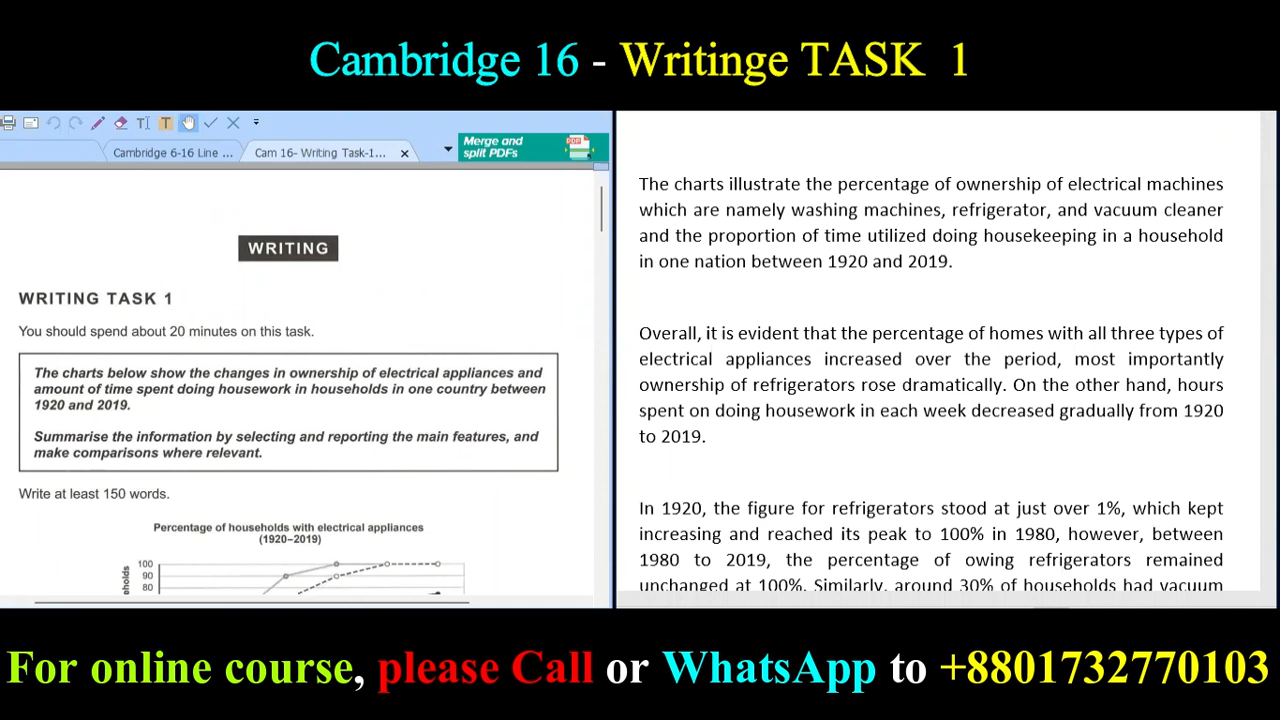 Cambridge 16 - Writinge TASK 1
Merge and
split PDFs
Cambridge 6-16 Line ...
Cam 16- Writing Task-1...
WRITING
WRITING TASK 1
You should spend about 20 minutes on this task.
The charts below show the changes in ownership of electrical appliances and
amount of time spent doing housework in households in one country between
1920 and 2019.
Summarise the information by selecting and reporting the main features, and
make comparisons where relevant.
Write at least 150 words.
Percentage of households with electrical appliances
(1920–2019)
100
90
80
eholds
The charts illustrate the percentage of ownership of electrical machines
which are namely washing machines, refrigerator, and vacuum cleaner
and the proportion of time utilized doing housekeeping in a household
in one nation between 1920 and 2019.
Overall, it is evident that the percentage of homes with all three types of
electrical appliances increased over the period, most importantly
ownership of refrigerators rose dramatically. On the other hand, hours
spent on doing housework in each week decreased gradually from 1920
to 2019.
In 1920, the figure for refrigerators stood at just over 1%, which kept
increasing and reached its peak to 100% in 1980, however, between
1980 to 2019, the percentage of owing refrigerators remained
unchanged at 100%. Similarly, around 30% of households had vacuum
For online course, please Call or WhatsApp to +8801732770103